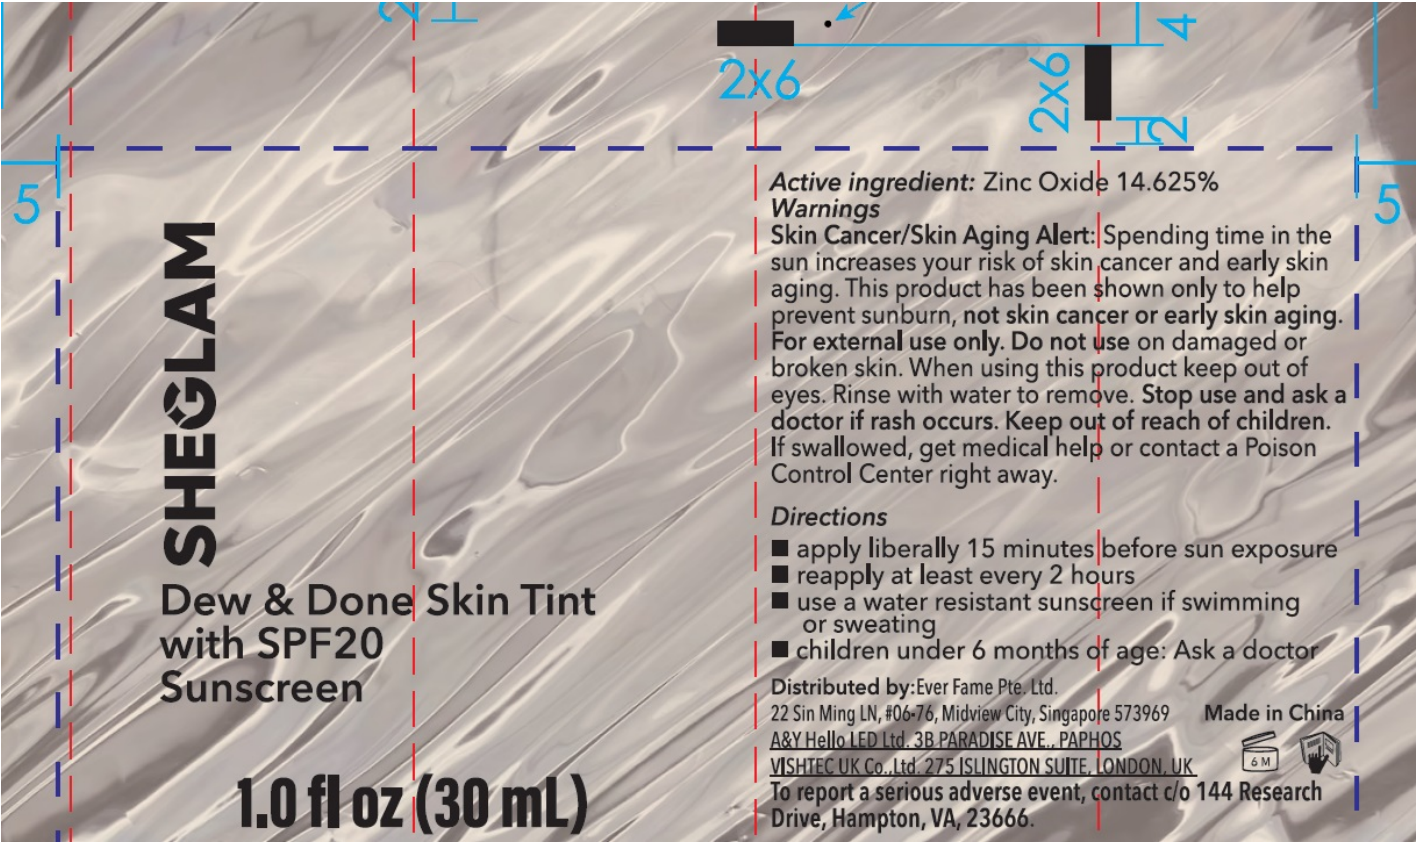 2
2x6
4
2x6
2
5
5
SHEGLAM
Dew & Done Skin Tint
with SPF20
Sunscreen
1.0 fl oz (30 mL)
Active ingredient: Zinc Oxide 14.625%
Warnings
Skin Cancer/Skin Aging Alert: Spending time in the
sun increases your risk of skin cancer and early skin
aging. This product has been shown only to help
prevent sunburn, not skin cancer or early skin aging.
For external use only. Do not use on damaged or
broken skin. When using this product keep out of
eyes. Rinse with water to remove. Stop use and ask a
doctor if rash occurs. Keep out of reach of children.
If swallowed, get medical help or contact a Poison
Control Center right away.
Directions
■ apply liberally 15 minutes before sun exposure
■ reapply at least every 2 hours
■ use a water resistant sunscreen if swimming
or sweating
■ children under 6 months of age: Ask a doctor
Distributed by:Ever Fame Pte. Ltd.
22 Sin Ming LN, #06-76, Midview City, Singapore 573969 Made in China
A&Y Hello LED Ltd. 3B PARADISE AVE., PAPHOS
VISHTEC UK Co.,Ltd. 275 ISLINGTON SUITE, LONDON, UK
6 M
To report a serious adverse event, contact c/o 144 Research
Drive, Hampton, VA, 23666.